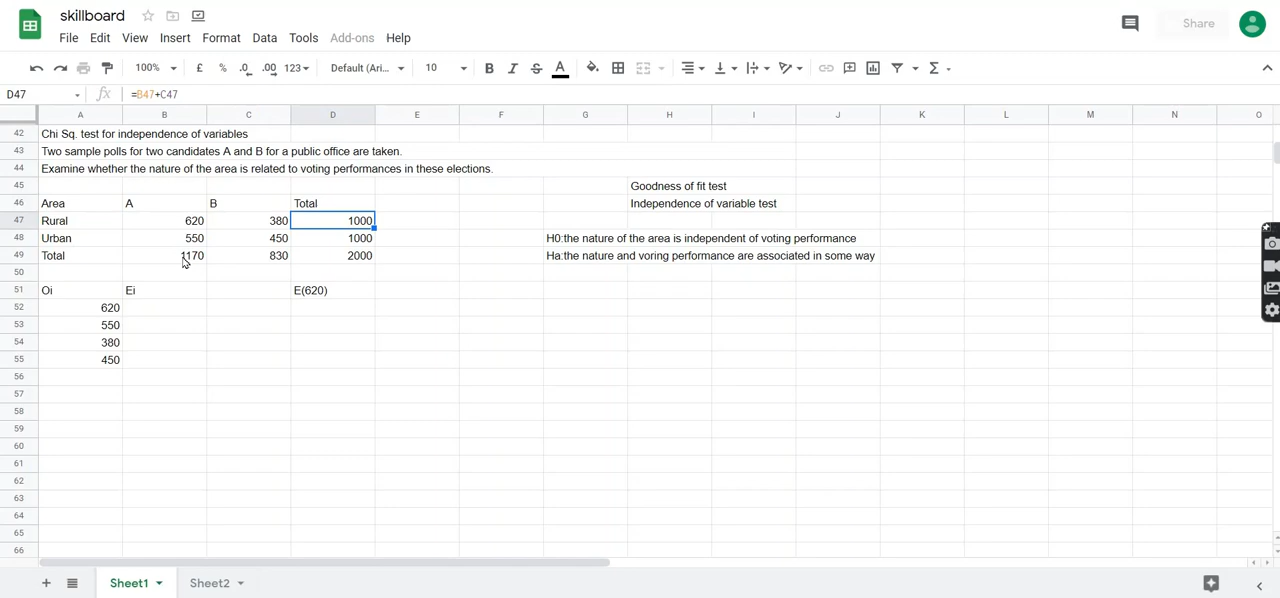 skillboard
File Edit View Insert Format Data Tools Add-ons Help
Share
100% £ % .0 .00 123 Default (Ari... 10 B I S A Σ
D47 fx =B47+C47
A B C D E F G H I J K L M N O
42 Chi Sq. test for independence of variables
43 Two sample polls for two candidates A and B for a public office are taken.
44 Examine whether the nature of the area is related to voting performances in these elections.
45 Goodness of fit test
46 Area A B Total Independence of variable test
47 Rural 620 380 1000
48 Urban 550 450 1000 H0:the nature of the area is independent of voting performance
49 Total 1170 830 2000 Ha:the nature and voring performance are associated in some way
50
51 Oi Ei E(620)
52 620
53 550
54 380
55 450
56
57
58
59
60
61
62
63
64
65
66
Sheet1 Sheet2